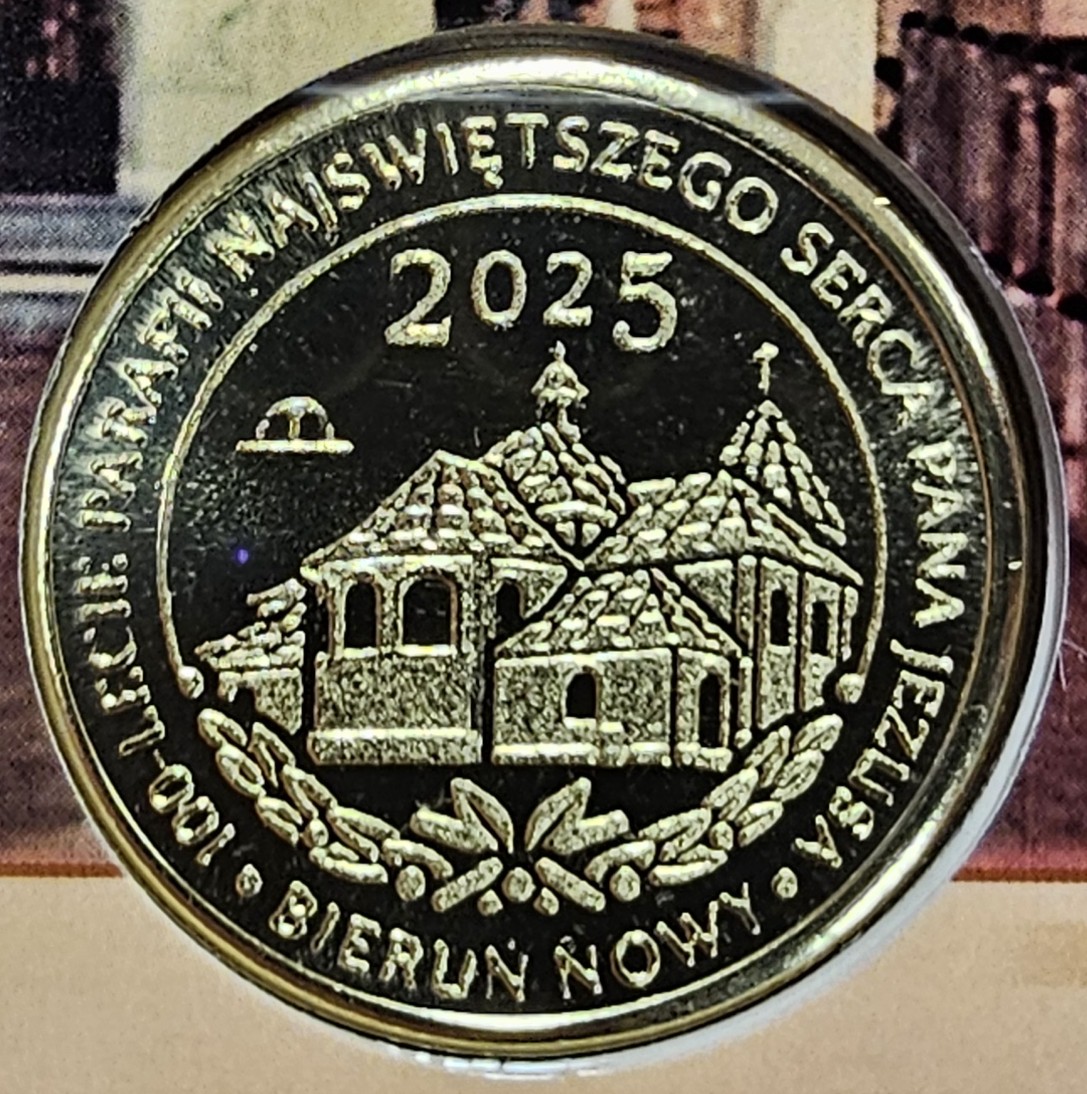 100-LECIE PARAFII NAJŚWIĘTSZEGO SERCA PANA JEZUSA
2025
• BIERUŃ NOWY •